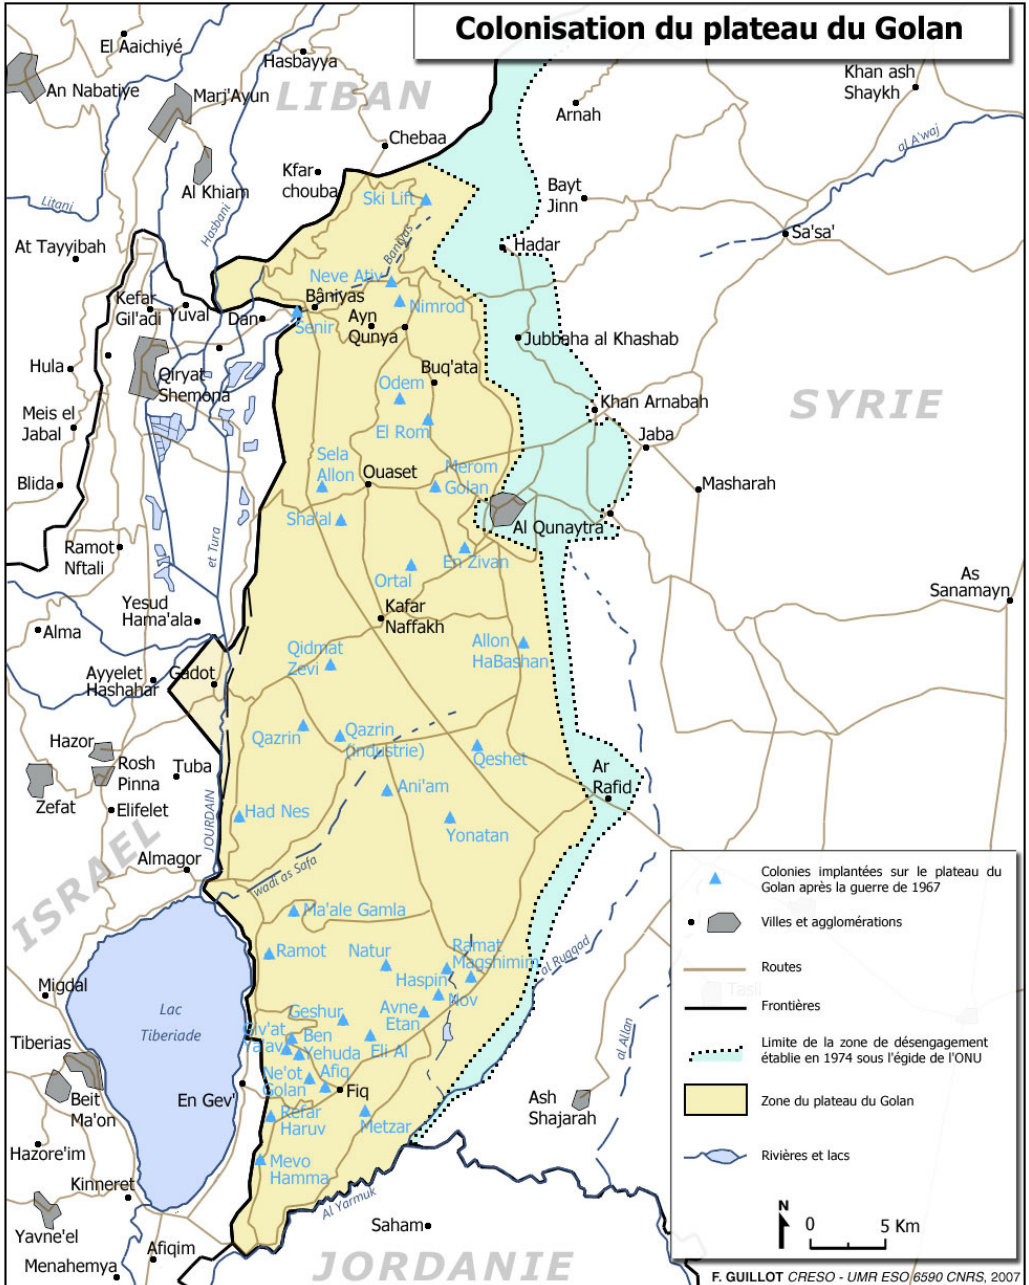 Colonisation du plateau du Golan
El Aaichiyé
Hasbayya
An Nabatiye
Marj'Ayun
LIBAN
Khan ash
Shaykh
Arnah
Chebaa
al A'waj
Kfar
chouba
Al Khiam
Litani
Hasbani
Ski Lift
Bayt
Jinn
Sa'sa'
At Tayyibah
Baniyas
Hadar
Neve Ativ
Kefar
Gil'adi
Yuval
Dan
Bâniyas
Nimrod
Senir
Ayn
Qunya
Jubbaha al Khashab
Hula
Qiryat
Shemona
Buq'ata
Odem
SYRIE
Khan Arnabah
Meis el
Jabal
El Rom
Jaba
Sela
Allon
Ouaset
Merom
Golan
Blida
Masharah
Sha'al
Al Qunaytra
et Tura
Ramot
Nftali
En Zivan
Ortal
As
Sanamayn
Yesud
Hama'ala
Kafar
Naffakh
Alma
Allon
HaBashan
Qidmat
Zevi
Ayyelet
Hashahar
Gadot
Qazrin
Qazrin
(industrie)
Hazor
Rosh
Pinna
Tuba
Qeshet
Ar
Rafid
Zefat
Elifelet
Ani'am
Had Nes
Yonatan
JOURDAIN
ISRAEL
Almagor
wadi as Safa
Ma'ale Gamla
Ramot
Natur
Ramat
Magshimim
al Ruqqad
Haspin
Nov
Migdal
Lac
Tiberiade
Geshur
Avne
Etan
al Allan
Giv'at
Yo'av
Ben
Yehuda
Eli Al
Tiberias
Ne'ot
Golan
Afiq
Fiq
En Gev'
Beit
Ma'on
Ash
Shajarah
Refar
Haruv
Metzar
Hazore'im
Mevo
Hamma
Kinneret
Al Yarmuk
Saham
Yavne'el
Afiqim
Menahemya
JORDANIE
Colonies implantées sur le plateau du
Golan après la guerre de 1967
Villes et agglomérations
Routes
Tasil
Frontières
Limite de la zone de désengagement
établie en 1974 sous l'égide de l'ONU
Zone du plateau du Golan
Rivières et lacs
N
0 5 Km
F. GUILLOT CRESO - UMR ESO 6590 CNRS, 2007